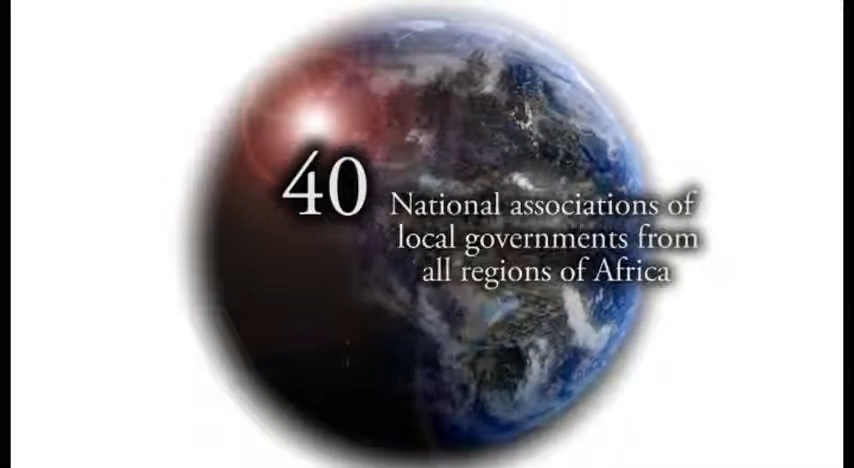 40
National associations of
local governments from
all regions of Africa